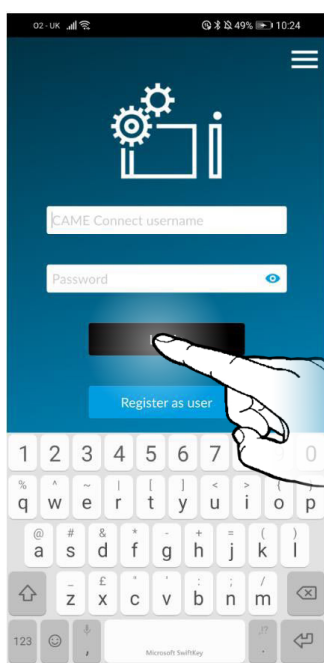 O2 - UK 49% 10:24
CAME Connect username
Password
Register as user
1 2 3 4 5 6 7 0
% ^ ~ | [ ] < > { }
q w e r t y u i o p
@ # & * - + = ( )
a s d f g h j k l
_ £ " ' : ; /
z x c v b n m
123 , Microsoft SwiftKey .